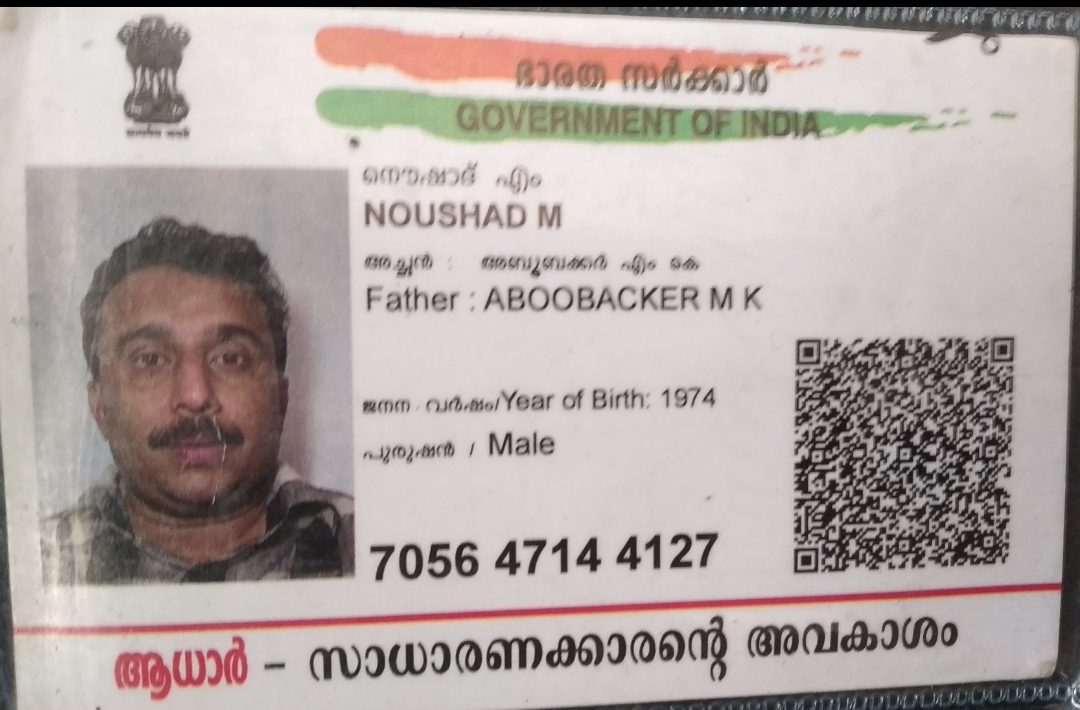 ഭാരത സർക്കാർ
GOVERNMENT OF INDIA
നൌഷാദ് എം
NOUSHAD M
അച്ഛൻ : അബൂബക്കർ എം കെ
Father : ABOOBACKER M K
ജനന വർഷം/Year of Birth: 1974
പുരുഷൻ / Male
7056 4714 4127
ആധാർ – സാധാരണക്കാരന്റെ അവകാശം